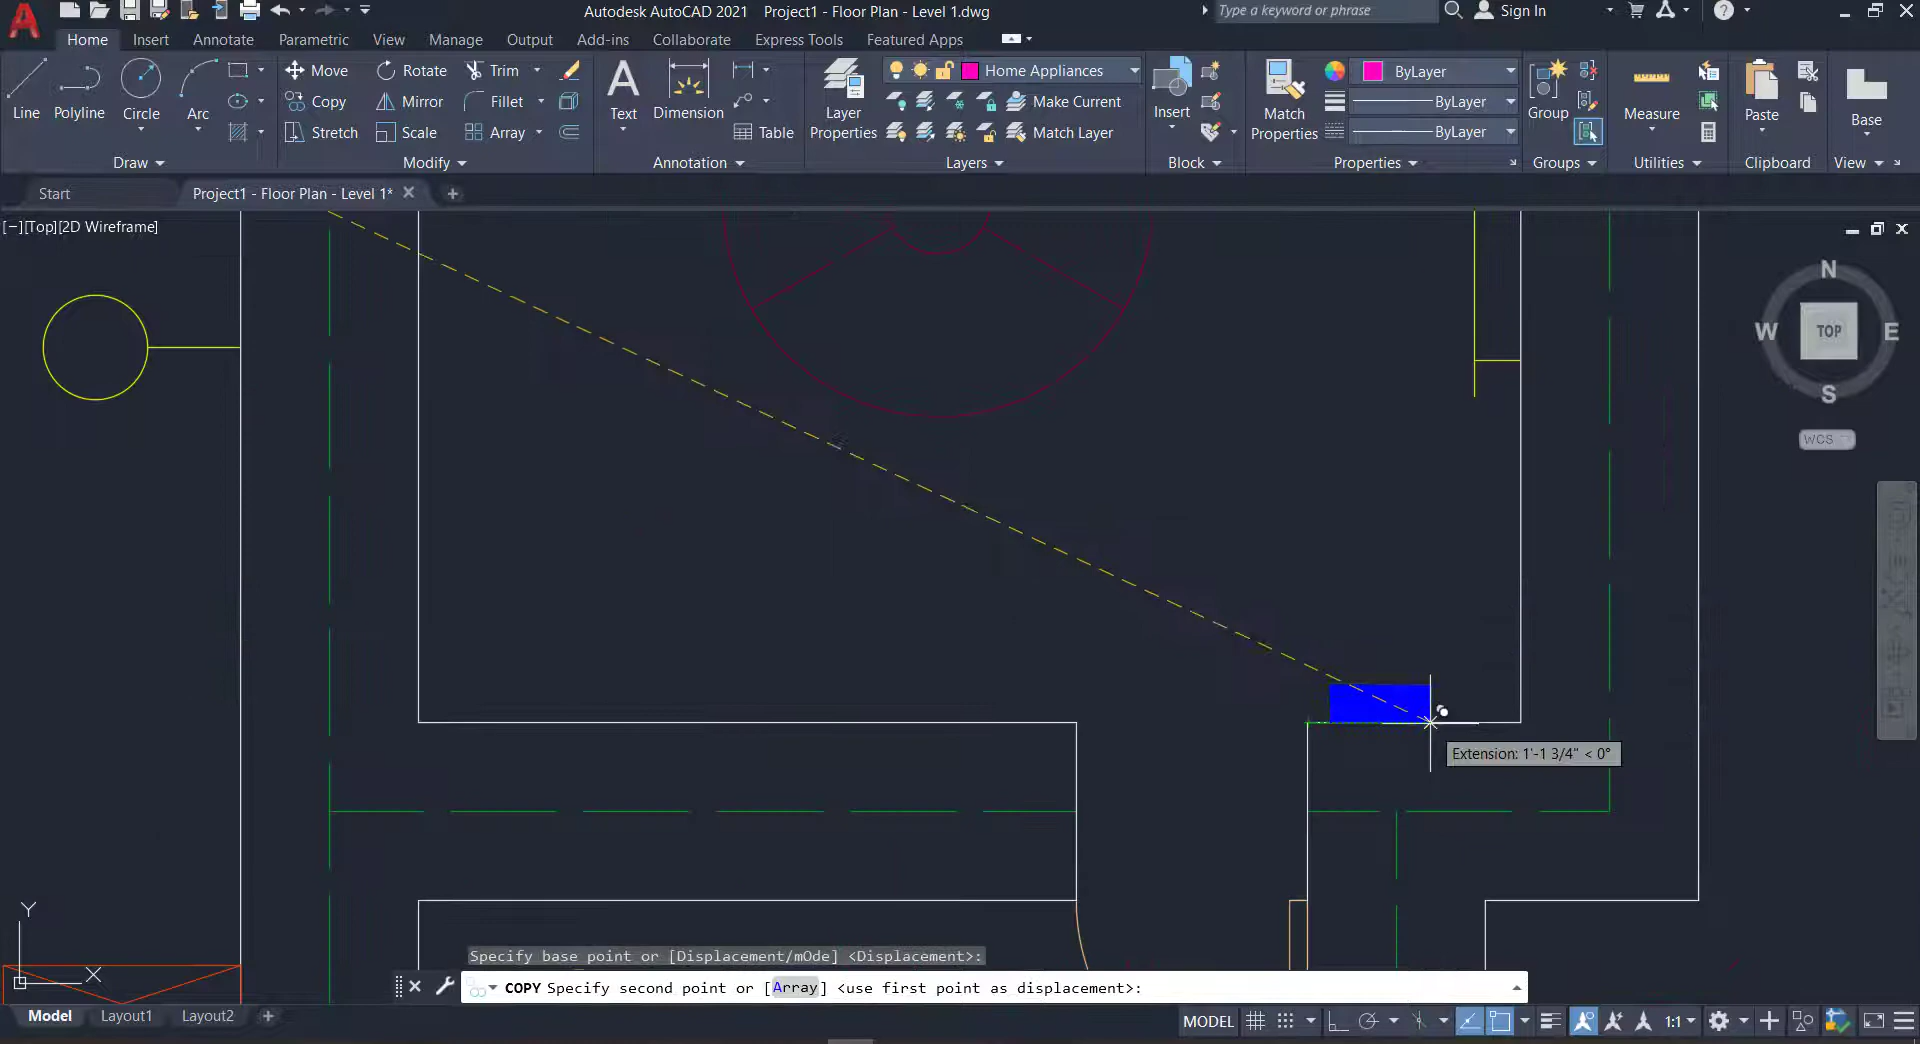 Autodesk AutoCAD 2021 Project1 - Floor Plan - Level 1.dwg
Type a keyword or phrase
Sign In
Home Insert Annotate Parametric View Manage Output Add-ins Collaborate Express Tools Featured Apps
Line
Polyline
Circle
Arc
Draw
Move Rotate Trim
Copy Mirror Fillet
Stretch Scale Array
Modify
Text
Dimension
Table
Annotation
Layer
Properties
Home Appliances
Make Current
Match Layer
Layers
Insert
Block
Match
Properties
ByLayer
ByLayer
ByLayer
Properties
Group
Groups
Measure
Utilities
Paste
Clipboard
Base
View
Start Project1 - Floor Plan - Level 1*
[−][Top][2D Wireframe]
N
W TOP E
S
WCS
Extension: 1'-1 3/4" < 0°
Y
X
Specify base point or [Displacement/mOde] <Displacement>:
COPY Specify second point or [Array] <use first point as displacement>:
Model Layout1 Layout2
MODEL
1:1